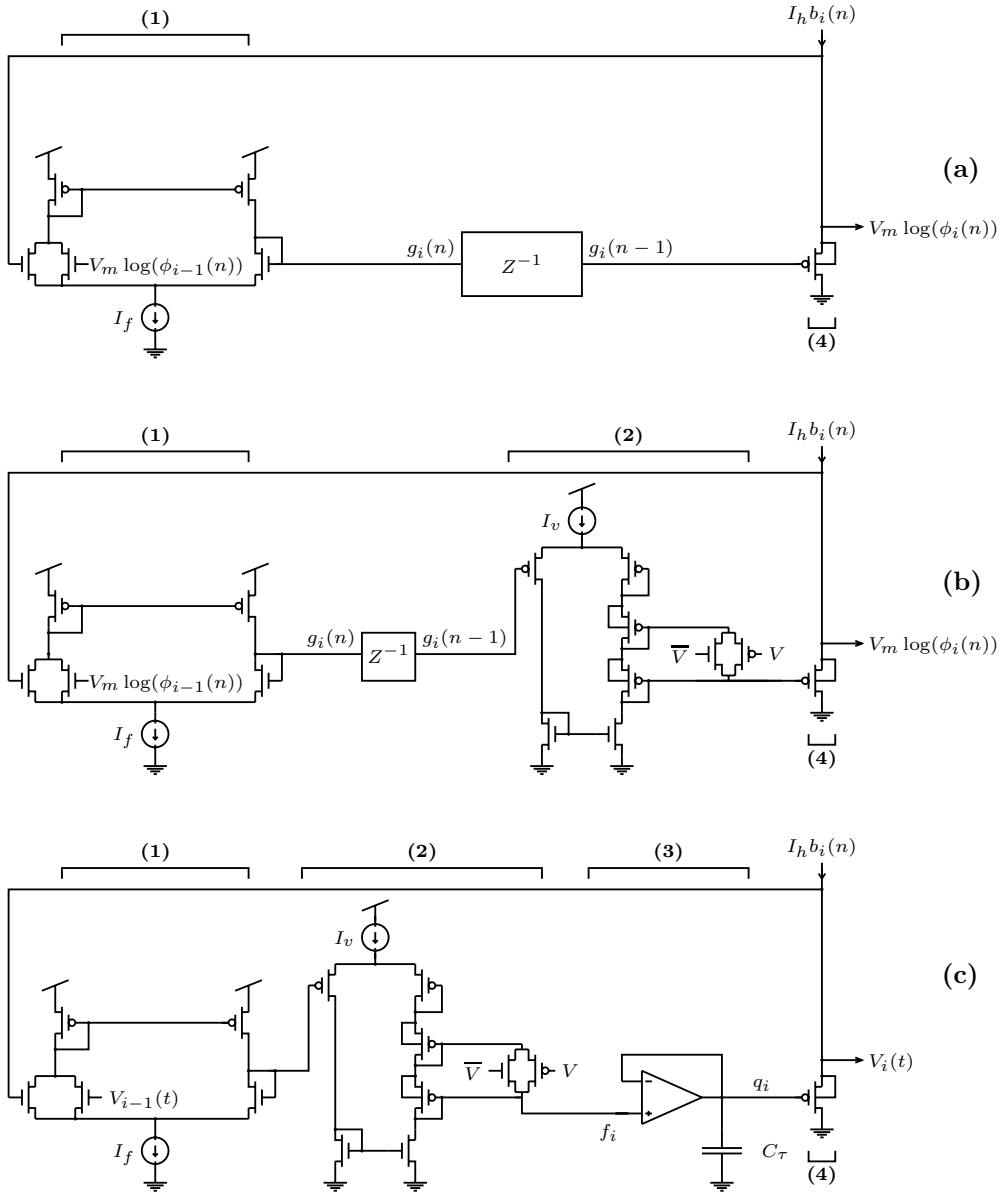 (1)
I_h b_i(n)
(a)
V_m log(ϕ_{i−1}(n))
g_i(n)
Z^{−1}
g_i(n − 1)
V_m log(ϕ_i(n))
I_f
(4)
(1)
(2)
I_h b_i(n)
I_v
(b)
g_i(n)
Z^{−1}
g_i(n − 1)
V̅
V
V_m log(ϕ_i(n))
V_m log(ϕ_{i−1}(n))
I_f
(4)
(1)
(2)
(3)
I_h b_i(n)
I_v
(c)
V̅
V
V_i(t)
V_{i−1}(t)
−
+
q_i
f_i
I_f
C_τ
(4)